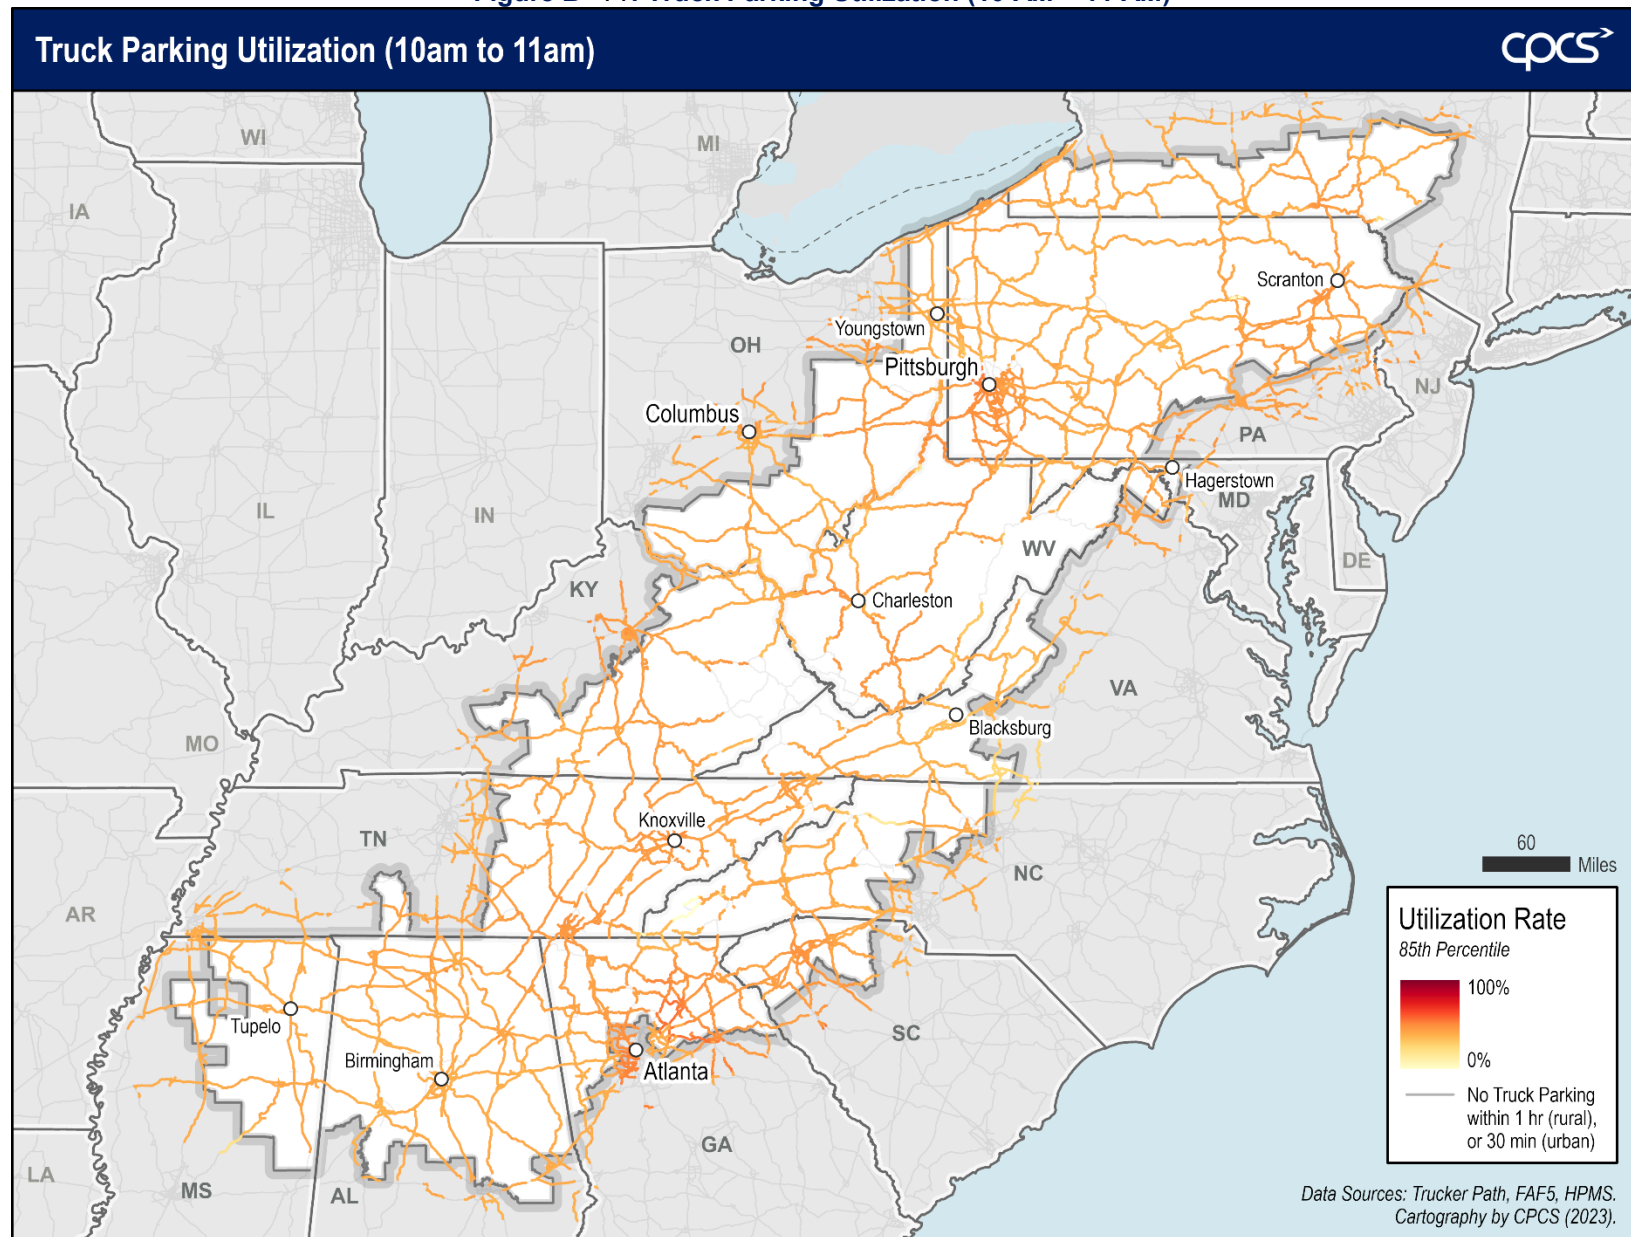 Truck Parking Utilization (10am to 11am)
cpcs
WI
MI
IA
Scranton
Youngstown
OH
Pittsburgh
NJ
Columbus
PA
Hagerstown
MD
IL
IN
WV
DE
KY
Charleston
VA
Blacksburg
MO
Knoxville
TN
NC
60
Miles
AR
Utilization Rate
85th Percentile
100%
0%
No Truck Parking
within 1 hr (rural),
or 30 min (urban)
Tupelo
SC
Birmingham
Atlanta
GA
LA
MS
AL
Data Sources: Trucker Path, FAF5, HPMS.
Cartography by CPCS (2023).